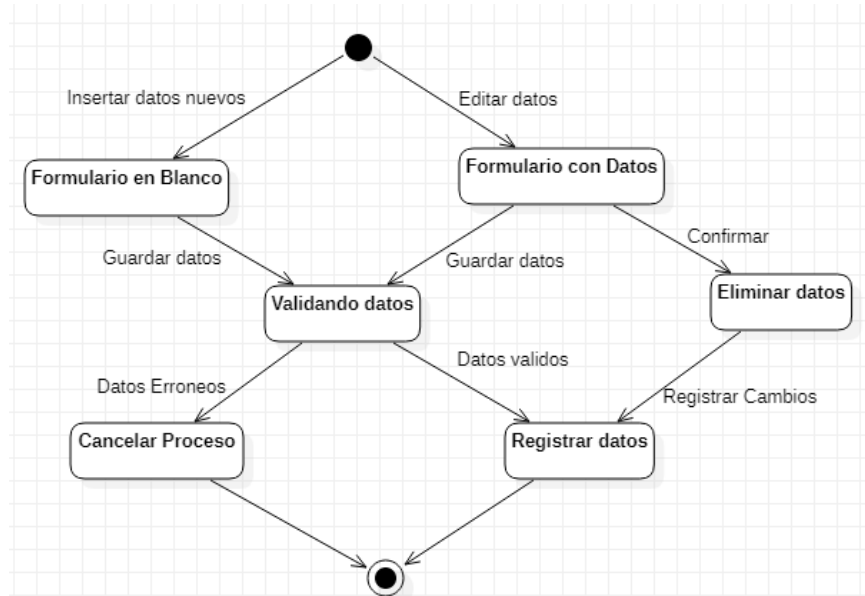 Insertar datos nuevos
Editar datos
Formulario en Blanco
Formulario con Datos
Guardar datos
Guardar datos
Confirmar
Validando datos
Eliminar datos
Datos Erroneos
Datos validos
Registrar Cambios
Cancelar Proceso
Registrar datos